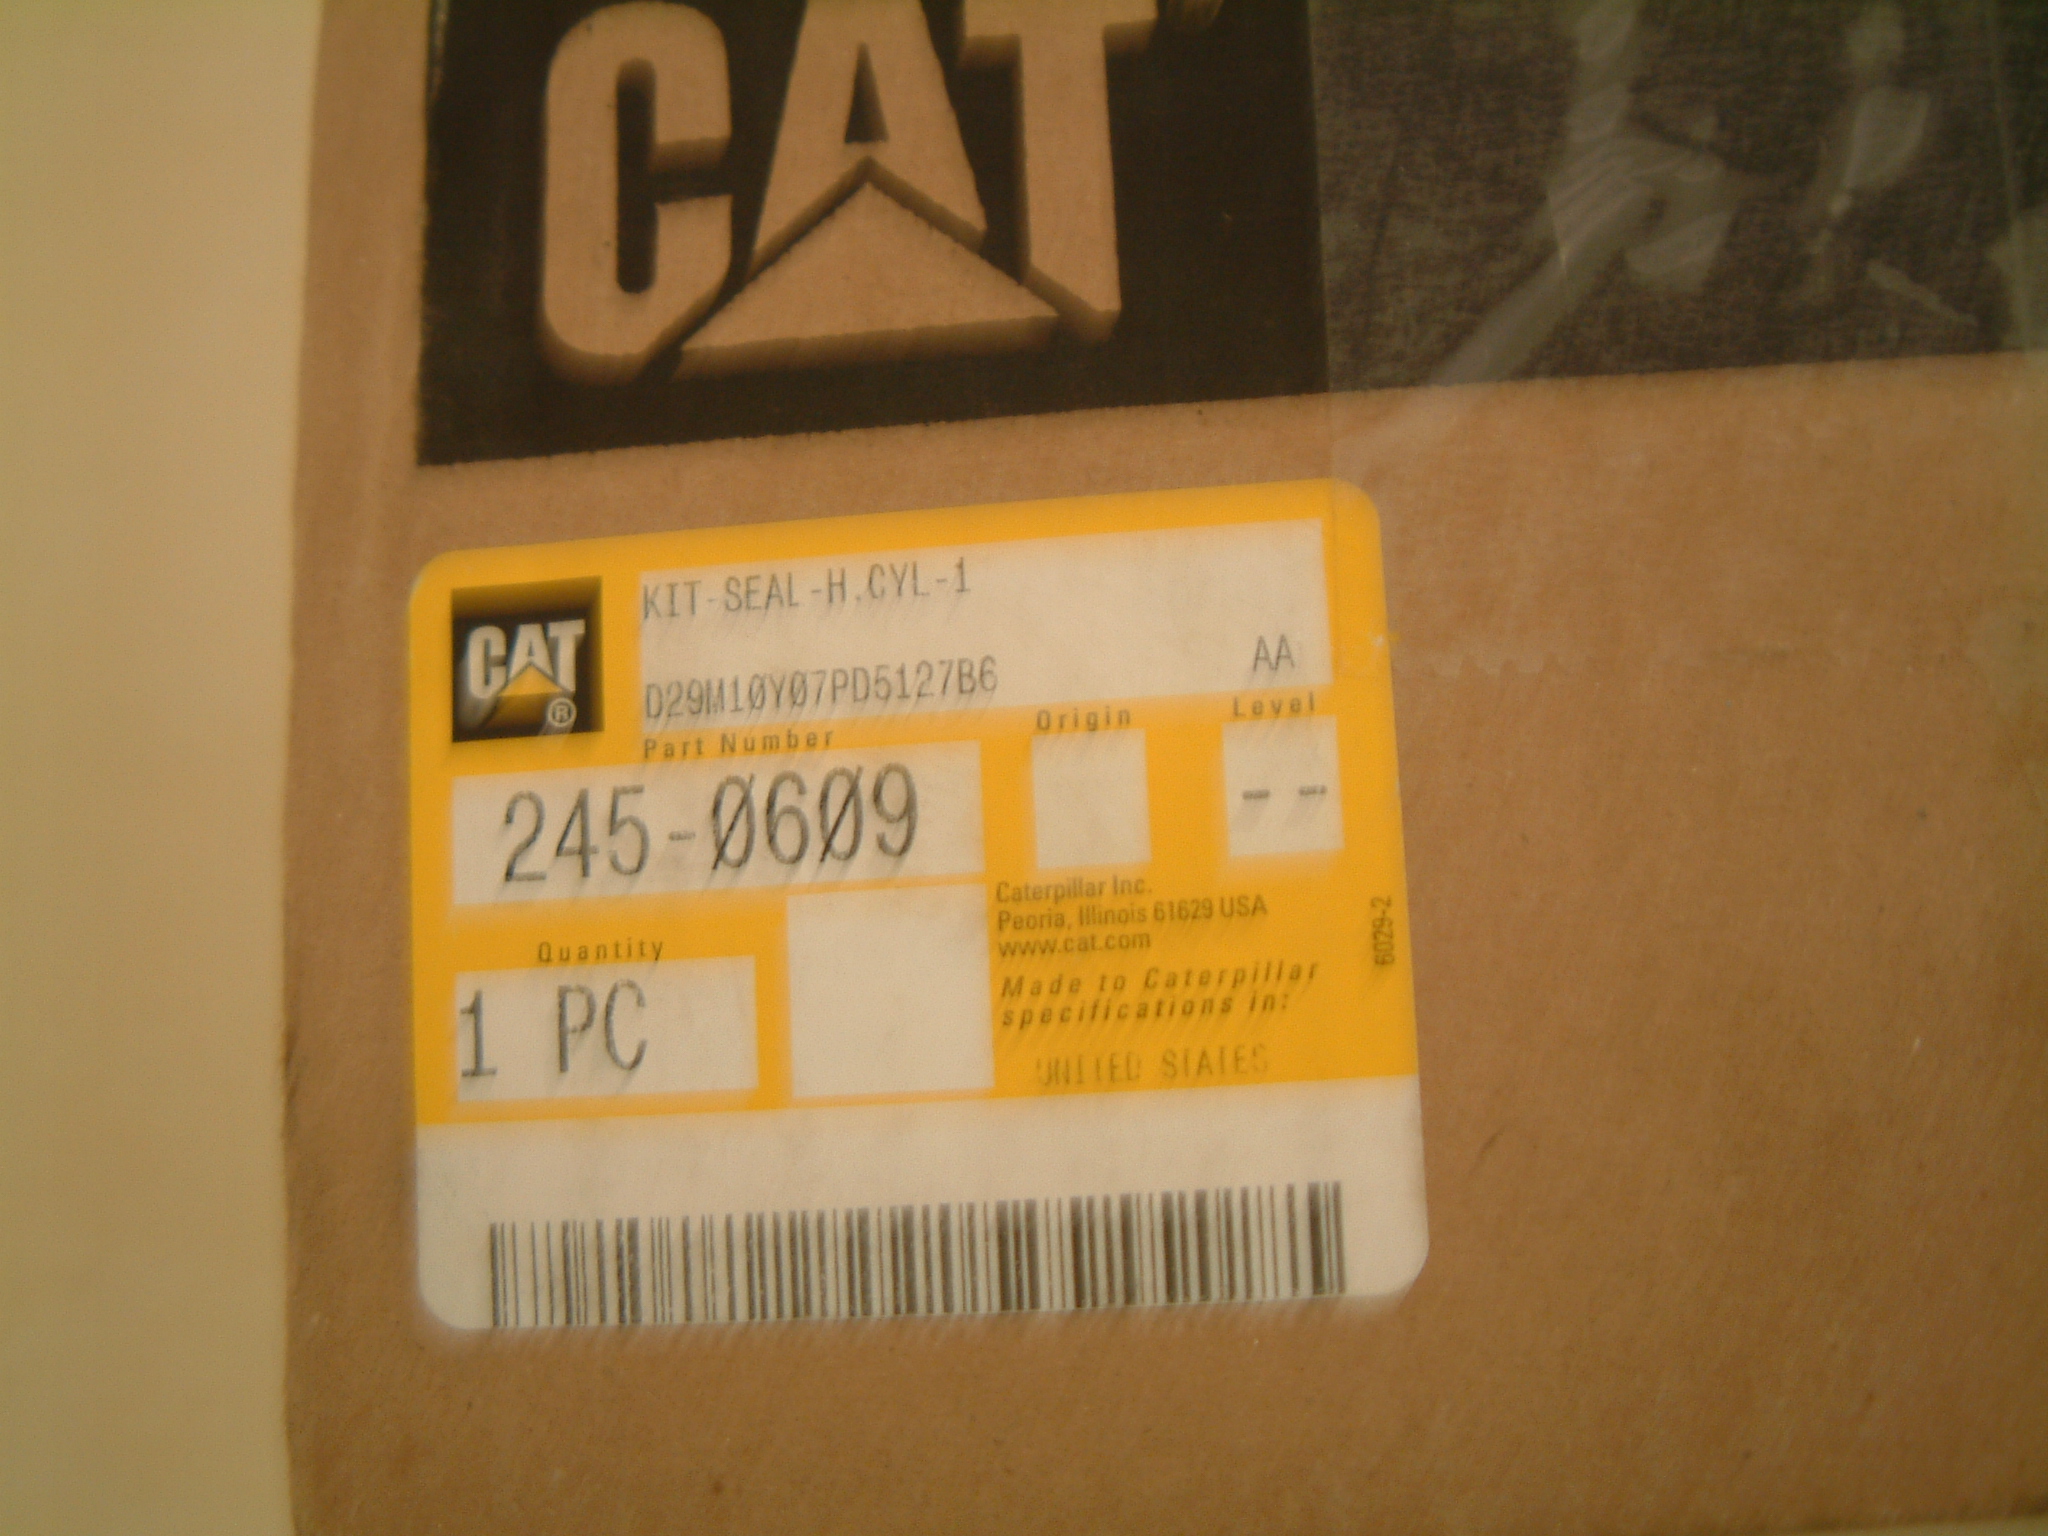 CAT
KIT-SEAL-H.CYL-1
CAT
®
D29M10Y07PD5127B6 AA
Part Number Origin Level
245-0609 - -
Caterpillar Inc.
Peoria, Illinois 61629 USA
www.cat.com
Quantity
1 PC
Made to Caterpillar
specifications in:
UNITED STATES
6029-2